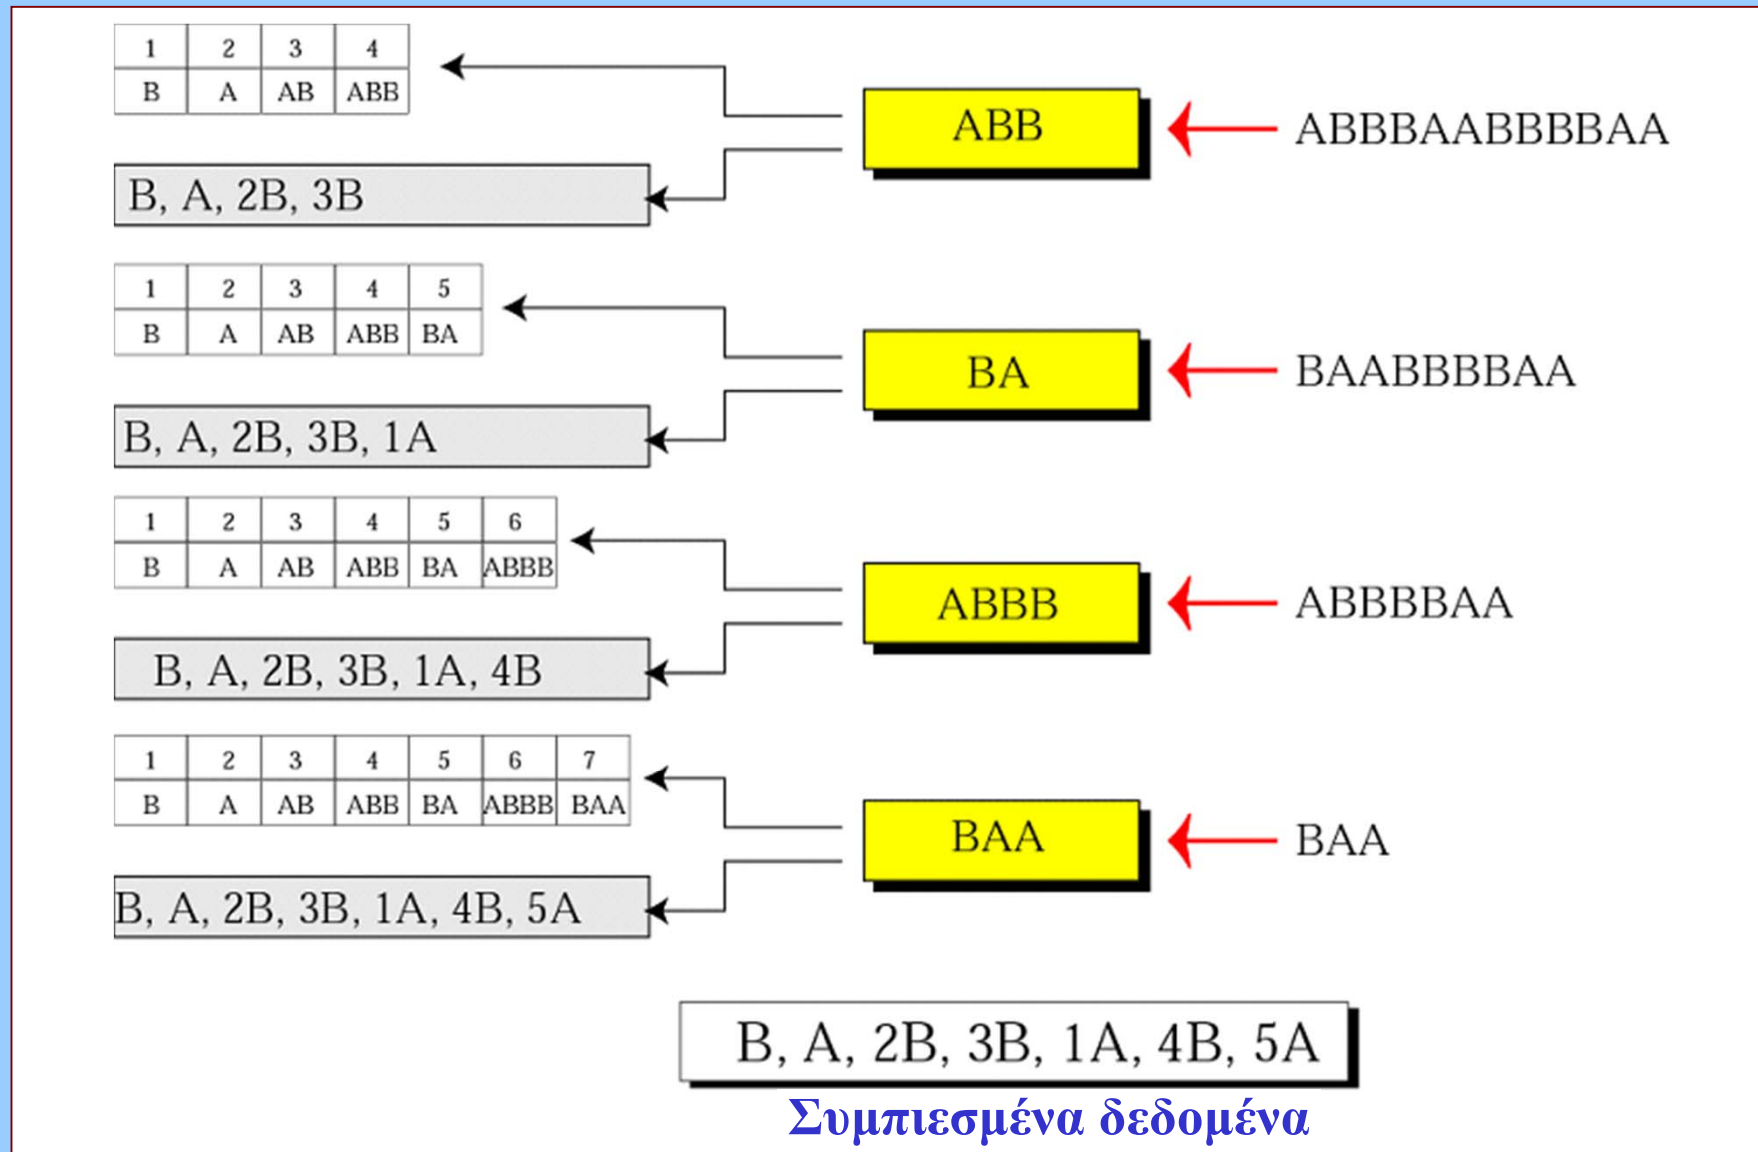 1 2 3 4
B A AB ABB
ABB
ABBBAABBBBAA
B, A, 2B, 3B
1 2 3 4 5
B A AB ABB BA
BA
BAABBBBAA
B, A, 2B, 3B, 1A
1 2 3 4 5 6
B A AB ABB BA ABBB
ABBB
ABBBBAA
B, A, 2B, 3B, 1A, 4B
1 2 3 4 5 6 7
B A AB ABB BA ABBB BAA
BAA
BAA
B, A, 2B, 3B, 1A, 4B, 5A
B, A, 2B, 3B, 1A, 4B, 5A
Συμπιεσμένα δεδομένα